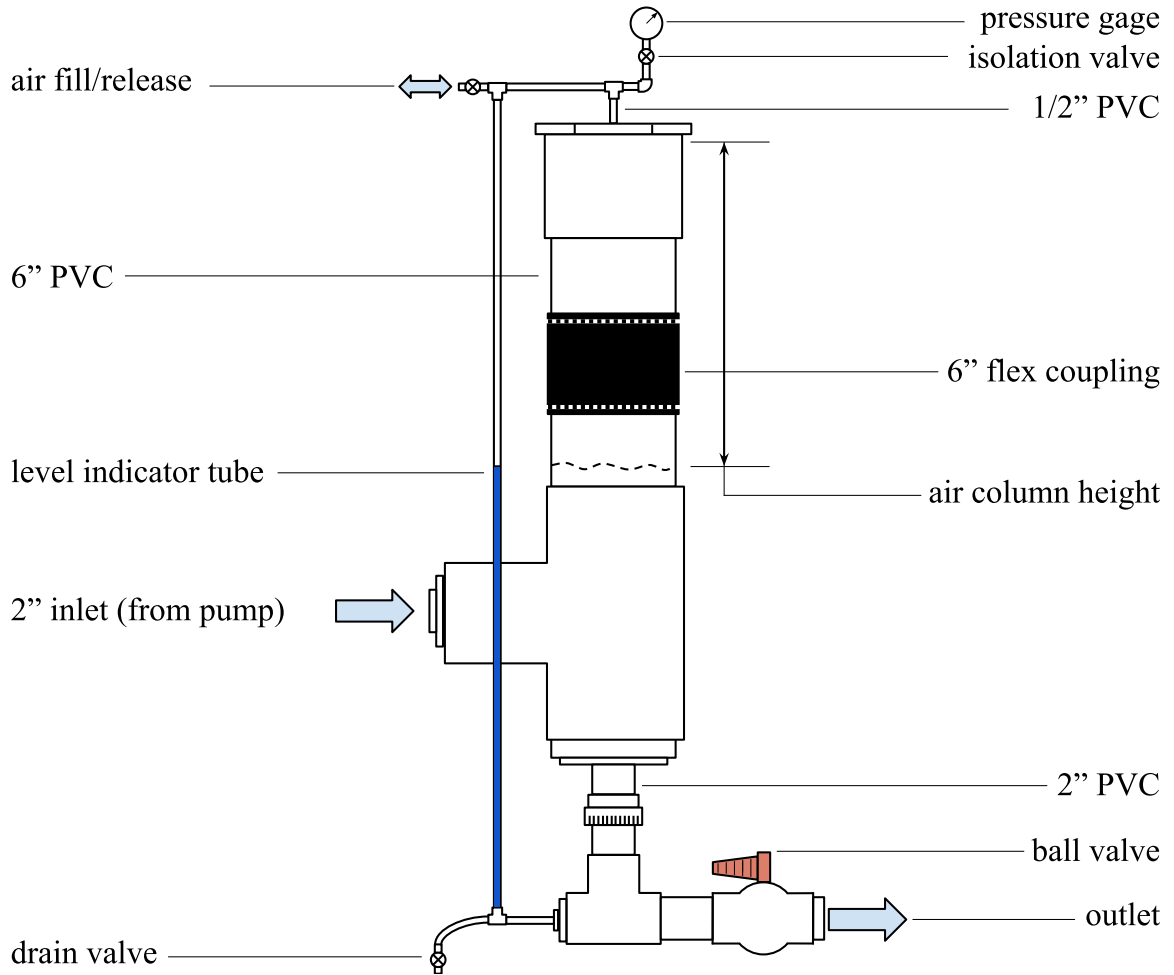 pressure gage
isolation valve
air fill/release
1/2” PVC
6” PVC
6” flex coupling
level indicator tube
air column height
2” inlet (from pump)
2” PVC
ball valve
outlet
drain valve